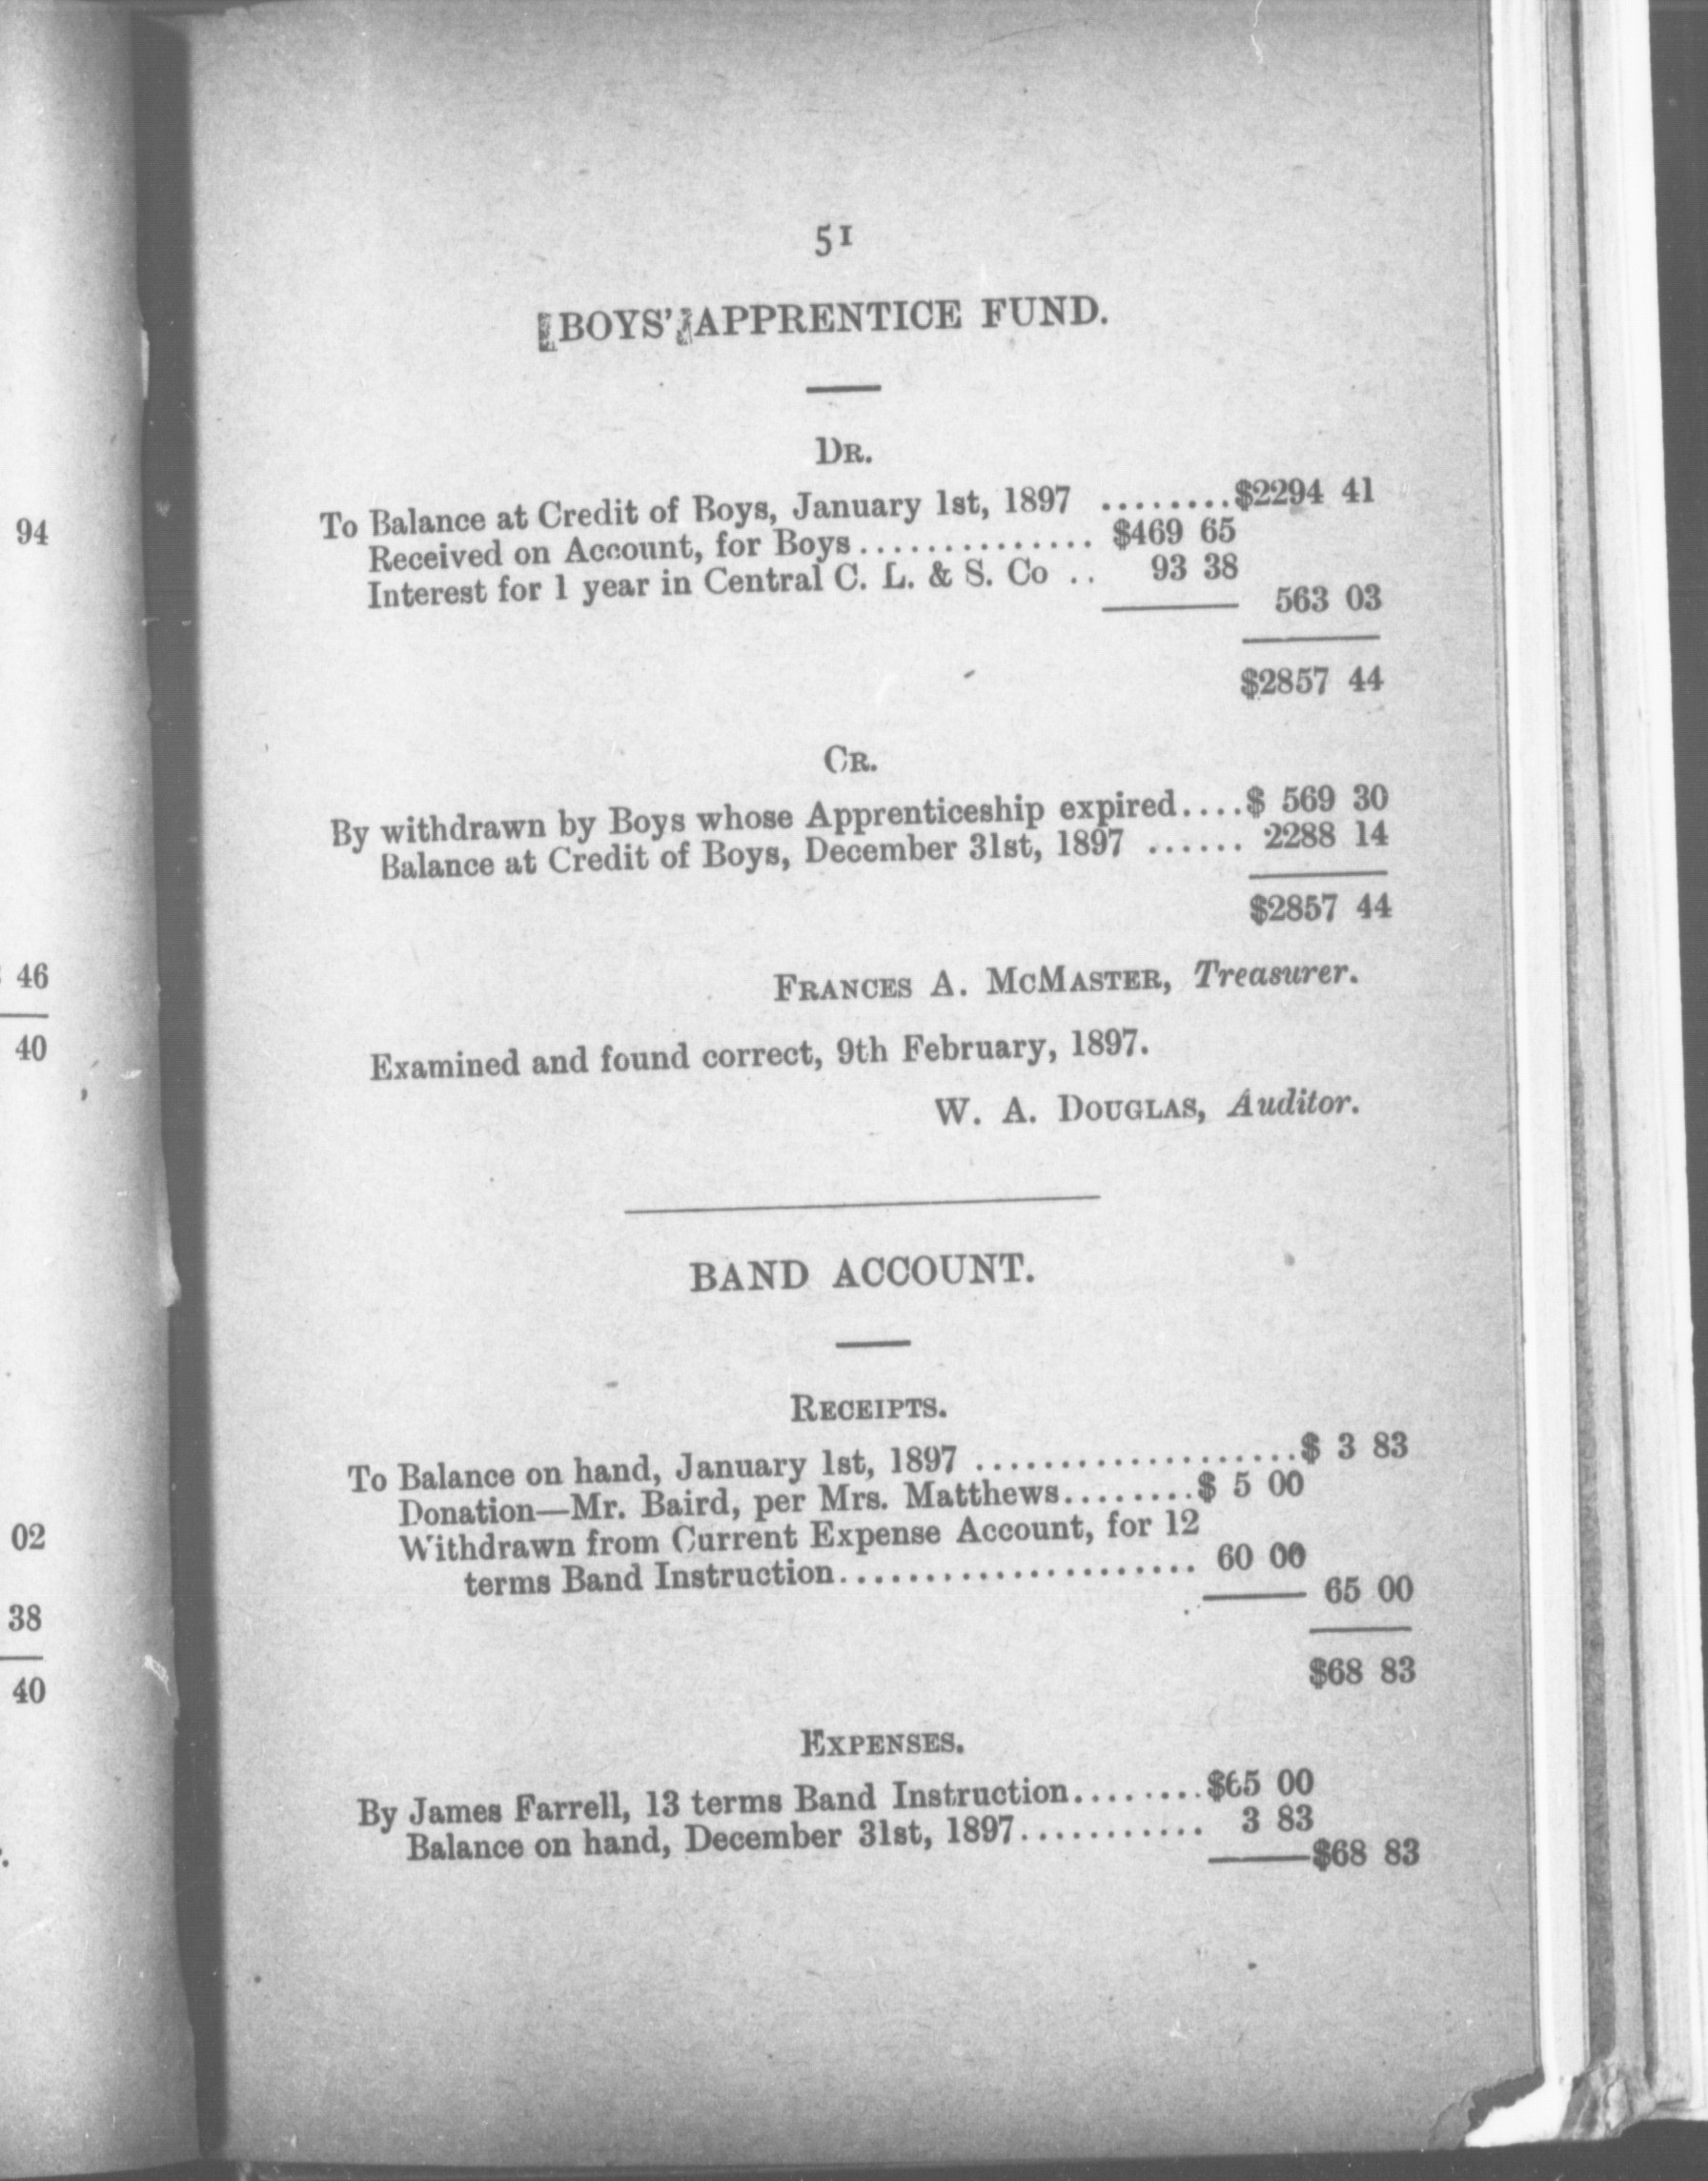 94
46
40
02
38
40
51
BOYS' APPRENTICE FUND.
DR.
To Balance at Credit of Boys, January 1st, 1897 ........$2294 41
Received on Account, for Boys.............. $469 65
Interest for 1 year in Central C. L. & S. Co .. 93 38
563 03
$2857 44
CR.
By withdrawn by Boys whose Apprenticeship expired....$ 569 30
Balance at Credit of Boys, December 31st, 1897 ...... 2288 14
$2857 44
FRANCES A. MCMASTER, Treasurer.
Examined and found correct, 9th February, 1897.
W. A. DOUGLAS, Auditor.
BAND ACCOUNT.
RECEIPTS.
To Balance on hand, January 1st, 1897 ...................$ 3 83
Donation—Mr. Baird, per Mrs. Matthews........$ 5 00
Withdrawn from Current Expense Account, for 12
terms Band Instruction..................... 60 00
65 00
$68 83
EXPENSES.
By James Farrell, 13 terms Band Instruction........$65 00
Balance on hand, December 31st, 1897........... 3 83
$68 83